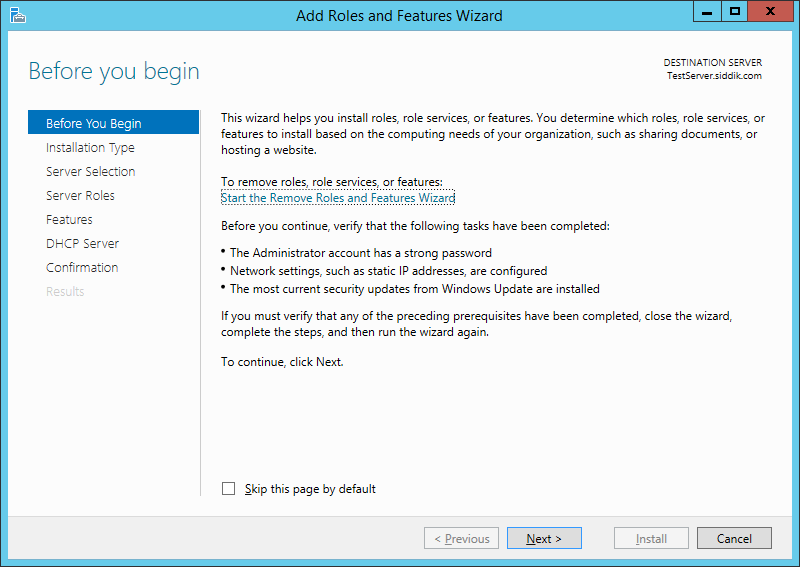 Add Roles and Features Wizard
Before you begin
DESTINATION SERVER
TestServer.siddik.com
Before You Begin
Installation Type
Server Selection
Server Roles
Features
DHCP Server
Confirmation
Results
This wizard helps you install roles, role services, or features. You determine which roles, role services, or
features to install based on the computing needs of your organization, such as sharing documents, or
hosting a website.
To remove roles, role services, or features:
Start the Remove Roles and Features Wizard
Before you continue, verify that the following tasks have been completed:
• The Administrator account has a strong password
• Network settings, such as static IP addresses, are configured
• The most current security updates from Windows Update are installed
If you must verify that any of the preceding prerequisites have been completed, close the wizard,
complete the steps, and then run the wizard again.
To continue, click Next.
Skip this page by default
< Previous
Next >
Install
Cancel